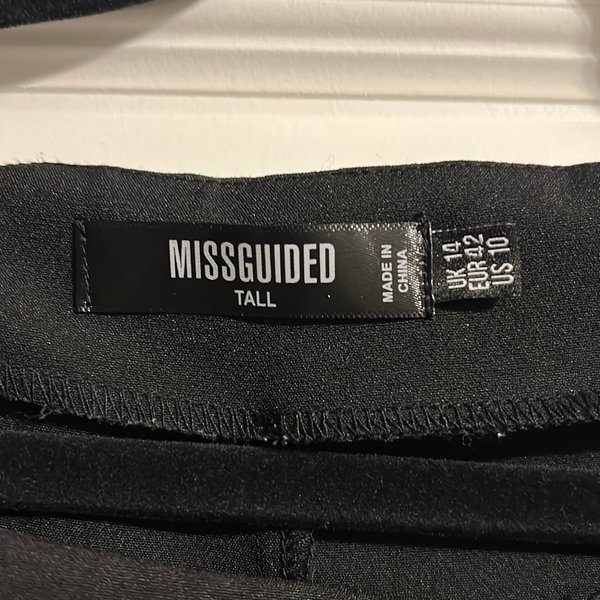 MISSGUIDED
TALL
MADE IN
CHINA
UK 14
EUR 42
US 10